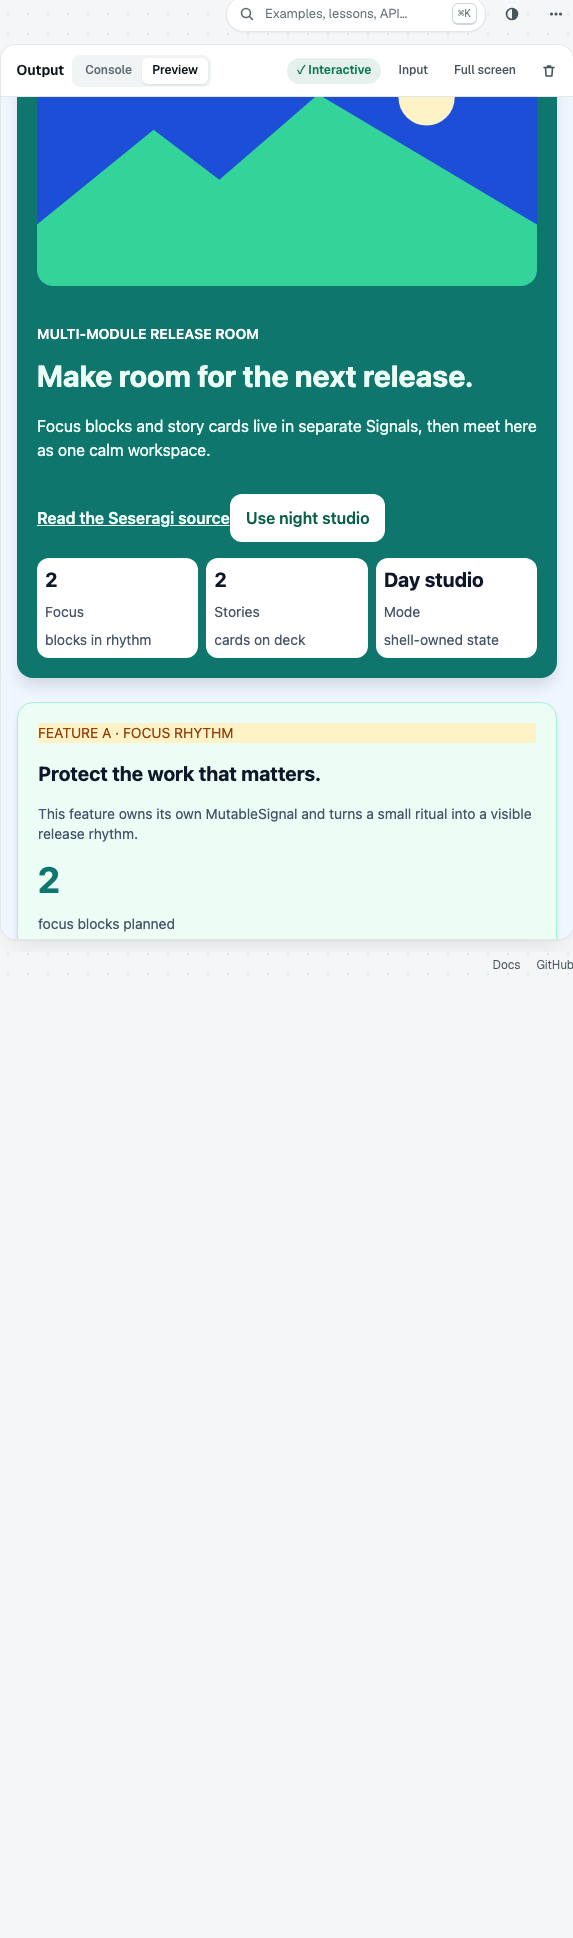 Examples, lessons, API...
⌘K
Output
Console
Preview
✓ Interactive
Input
Full screen
MULTI-MODULE RELEASE ROOM
Make room for the next release.
Focus blocks and story cards live in separate Signals, then meet here
as one calm workspace.
Read the Seseragi source
Use night studio
2
Focus
blocks in rhythm
2
Stories
cards on deck
Day studio
Mode
shell-owned state
FEATURE A · FOCUS RHYTHM
Protect the work that matters.
This feature owns its own MutableSignal and turns a small ritual into a visible
release rhythm.
2
focus blocks planned
Docs
GitHub